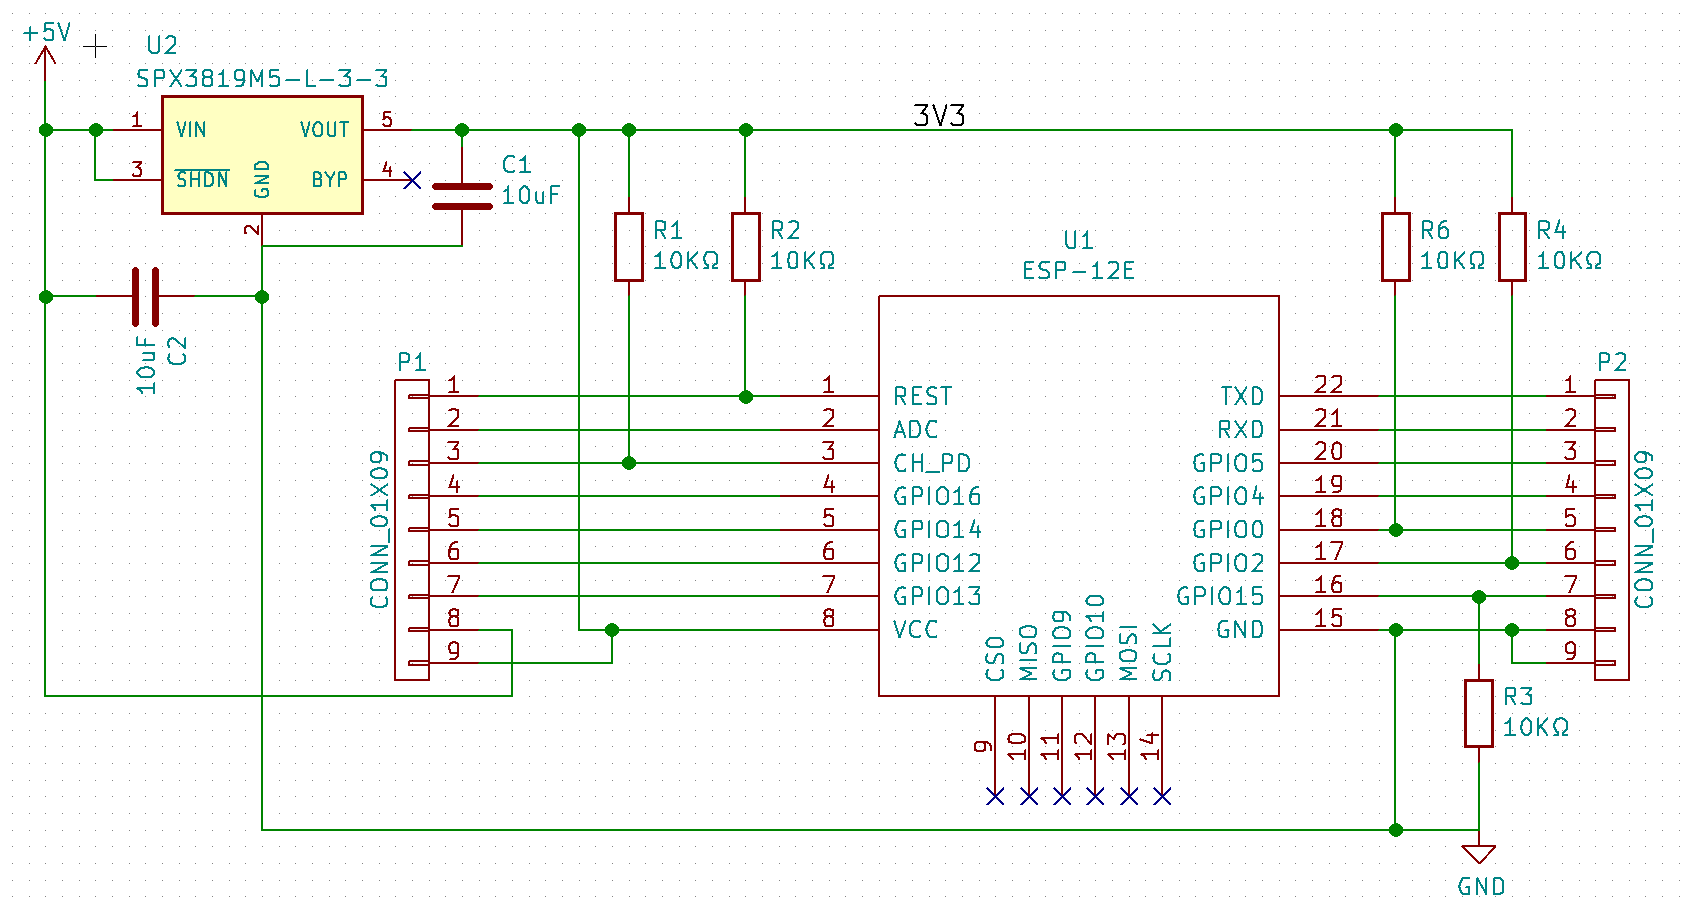 +5V
U2
SPX3819M5-L-3-3
1
VIN
VOUT
5
3
SHDN
GND
BYP
4
2
C1
10uF
3V3
10uF
C2
R1
10KΩ
R2
10KΩ
R6
10KΩ
R4
10KΩ
U1
ESP-12E
P1
CONN_01X09
1
2
3
4
5
6
7
8
9
1 REST
2 ADC
3 CH_PD
4 GPIO16
5 GPIO14
6 GPIO12
7 GPIO13
8 VCC
TXD 22
RXD 21
GPIO5 20
GPIO4 19
GPIO0 18
GPIO2 17
GPIO15 16
GND 15
CSO
MISO
GPIO9
GPIO10
MOSI
SCLK
9
10
11
12
13
14
P2
CONN_01X09
1
2
3
4
5
6
7
8
9
R3
10KΩ
GND